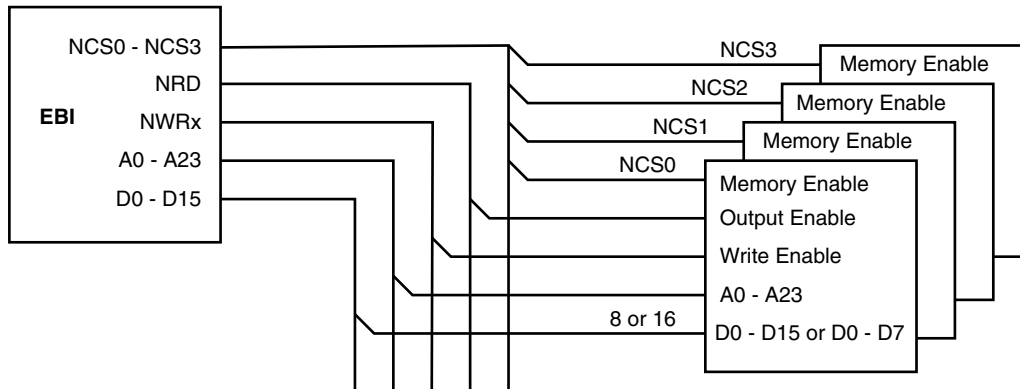 EBI
NCS0 - NCS3
NRD
NWRx
A0 - A23
D0 - D15
NCS3
Memory Enable
NCS2
Memory Enable
NCS1
Memory Enable
NCS0
Memory Enable
Output Enable
Write Enable
A0 - A23
8 or 16
D0 - D15 or D0 - D7